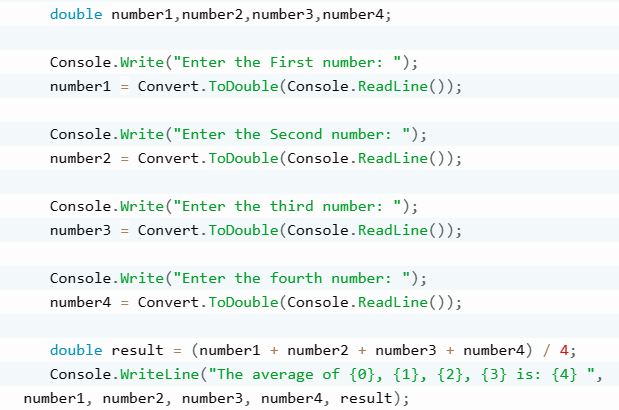 double number1,number2,number3,number4;
Console.Write("Enter the First number: ");
number1 = Convert.ToDouble(Console.ReadLine());
Console.Write("Enter the Second number: ");
number2 = Convert.ToDouble(Console.ReadLine());
Console.Write("Enter the third number: ");
number3 = Convert.ToDouble(Console.ReadLine());
Console.Write("Enter the fourth number: ");
number4 = Convert.ToDouble(Console.ReadLine());
double result = (number1 + number2 + number3 + number4) / 4;
Console.WriteLine("The average of {0}, {1}, {2}, {3} is: {4} ",
number1, number2, number3, number4, result);